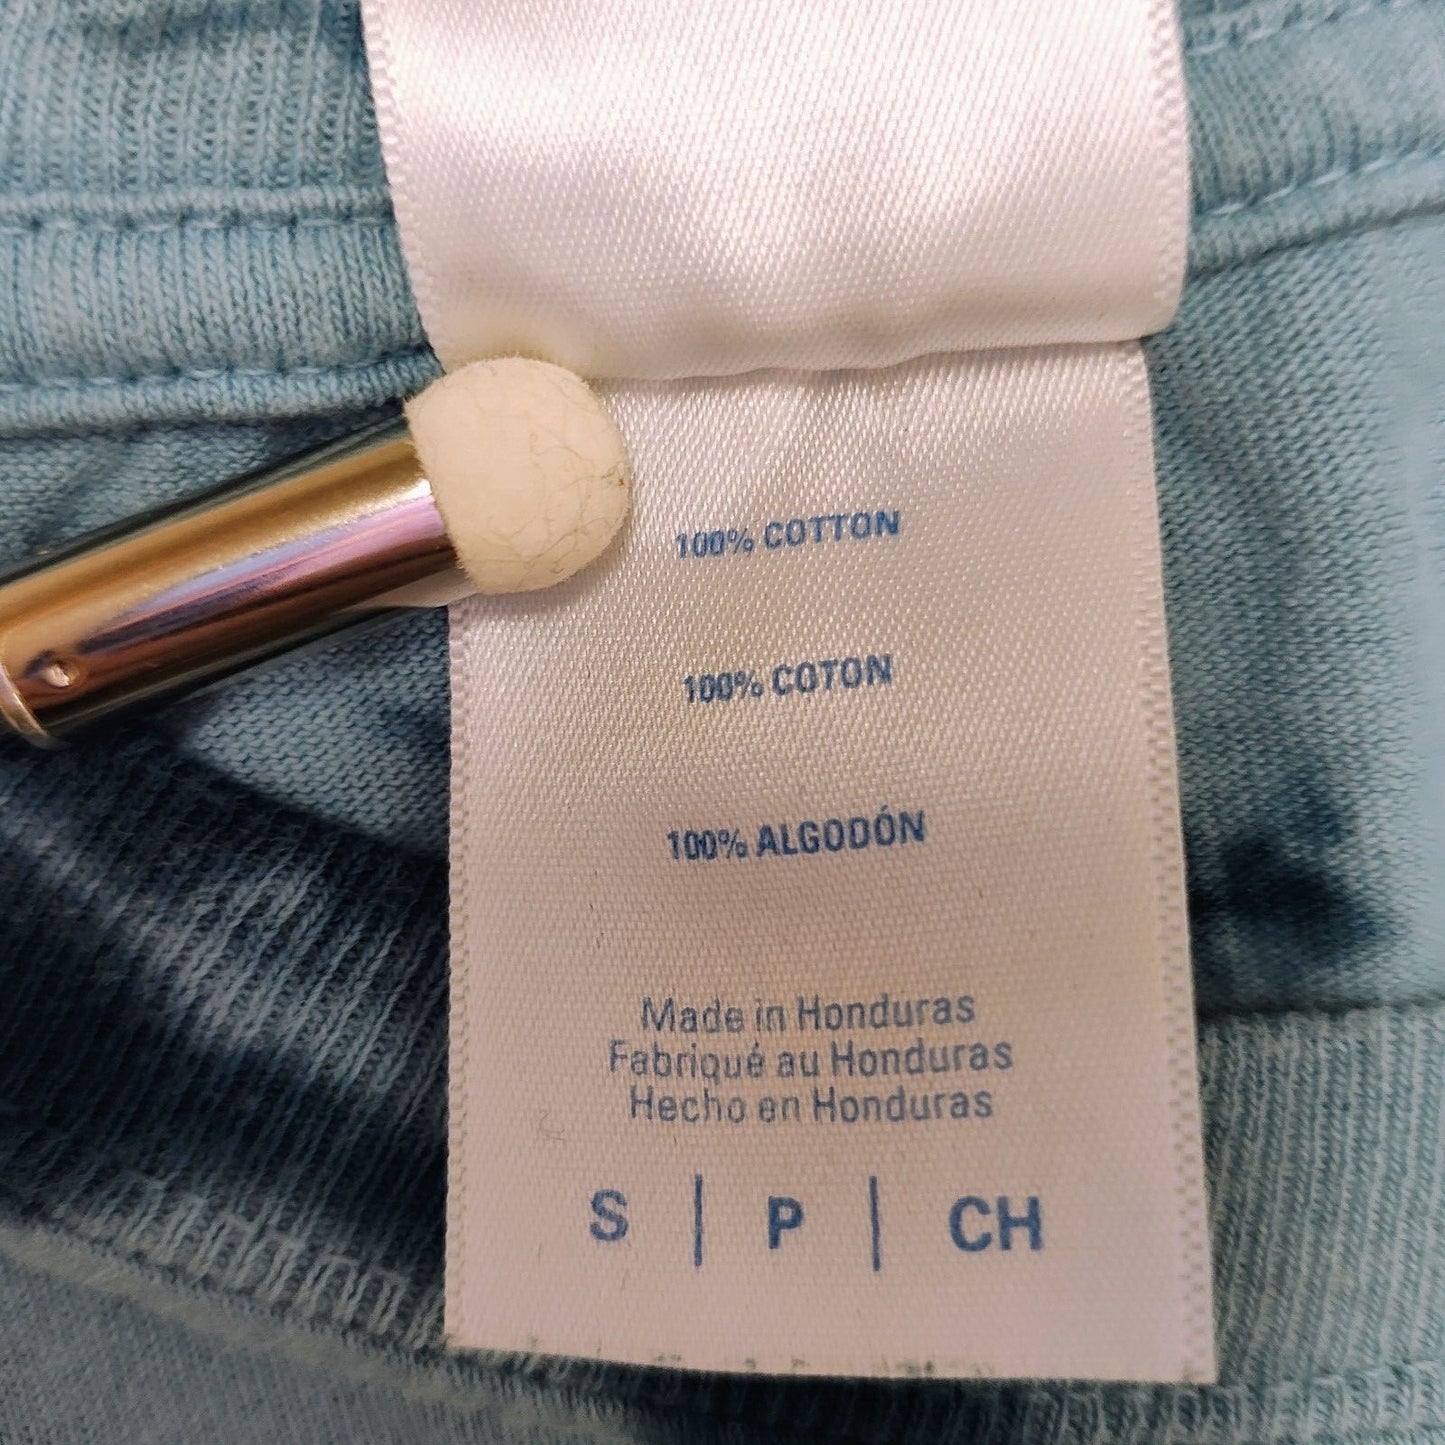 100% COTTON
100% COTON
100% ALGODÓN
Made in Honduras
Fabriqué au Honduras
Hecho en Honduras
S | P | CH